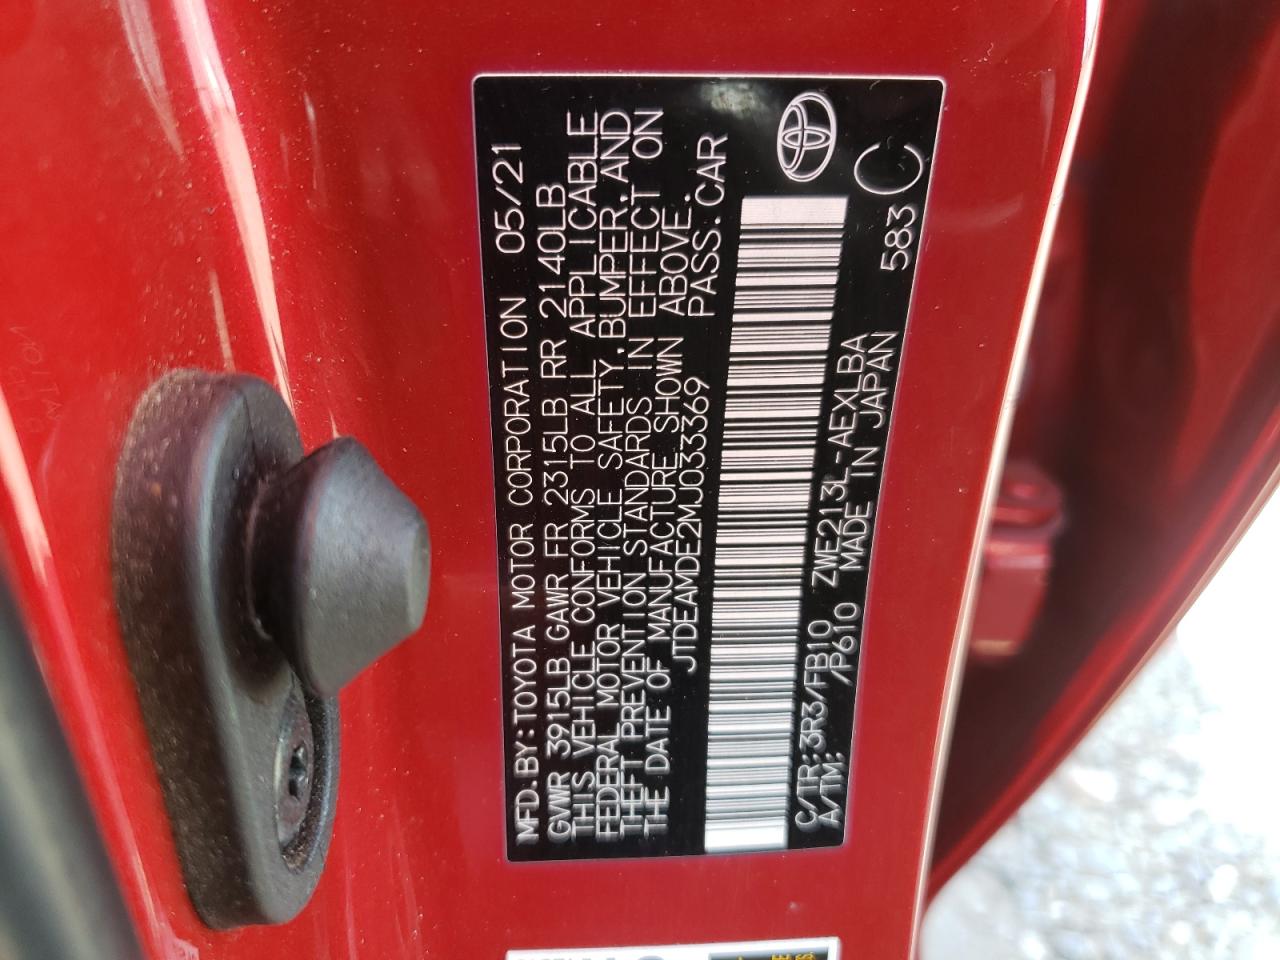 MFD.BY:TOYOTA MOTOR CORPORATION 05/21
GVWR 3915LB GAWR FR 2315LB RR 2140LB
THIS VEHICLE CONFORMS TO ALL APPLICABLE
FEDERAL MOTOR VEHICLE SAFETY,BUMPER,AND
THEFT PREVENTION STANDARDS IN EFFECT ON
THE DATE OF MANUFACTURE SHOWN ABOVE.
JTDEAMDE2MJ033369 PASS.CAR
C/TR:3R3/FB10 ZWE213L-AEXLBA
A/TM: /P610 MADE IN JAPAN 583 C